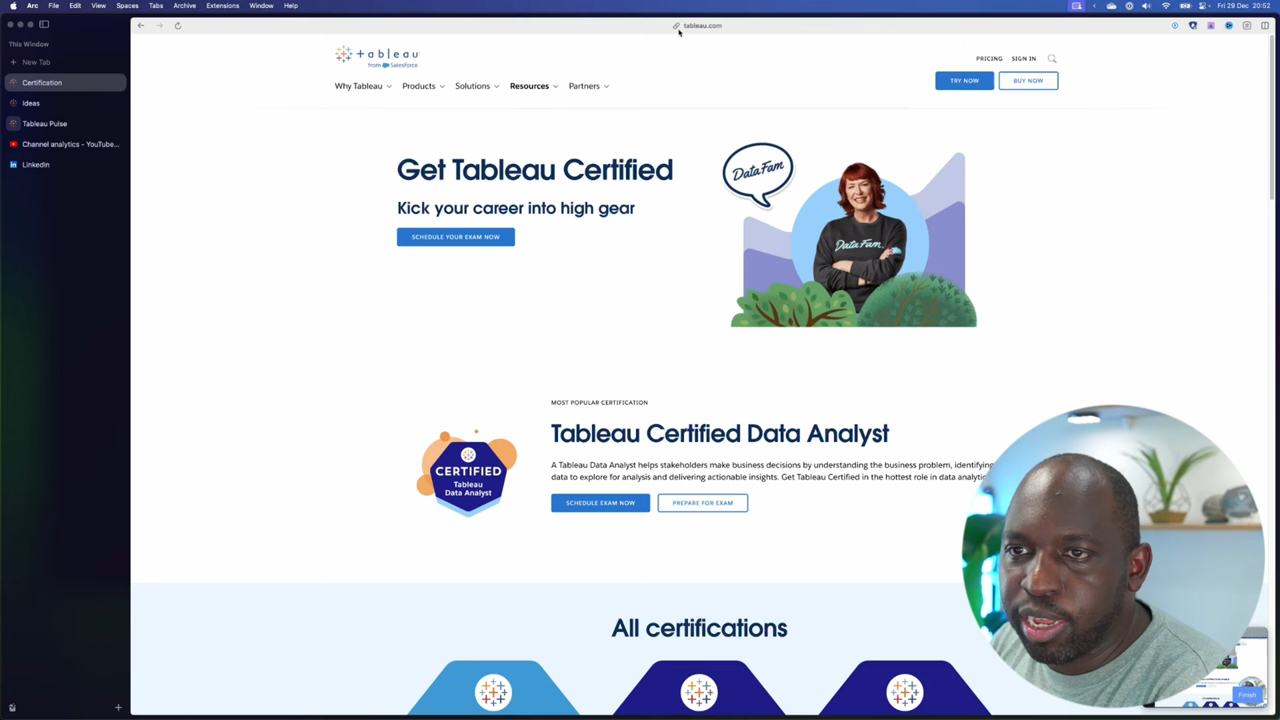 Arc File Edit View Spaces Tabs Archive Extensions Window Help
Fri 29 Dec 20:52
This Window
New Tab
Certification
Ideas
Tableau Pulse
Channel analytics - YouTube...
LinkedIn
tableau.com
+ a b l e a u
from Salesforce
PRICING SIGN IN
TRY NOW BUY NOW
Why Tableau Products Solutions Resources Partners
Get Tableau Certified
Kick your career into high gear
SCHEDULE YOUR EXAM NOW
DataFam
DataFam.
MOST POPULAR CERTIFICATION
Tableau Certified Data Analyst
A Tableau Data Analyst helps stakeholders make business decisions by understanding the business problem, identifying
data to explore for analysis and delivering actionable insights. Get Tableau Certified in the hottest role in data
SCHEDULE EXAM NOW PREPARE FOR EXAM
CERTIFIED
Tableau
Data Analyst
All certifications
Finish